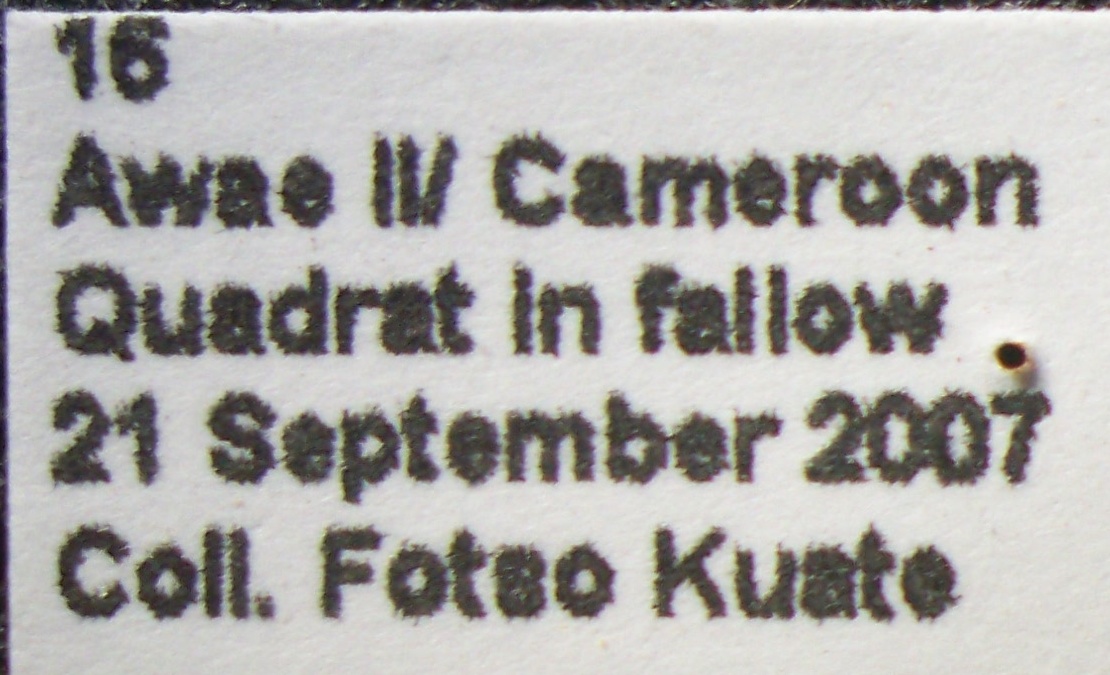 16
Awae II/ Cameroon
Quadrat in fallow
21 September 2007
Coll. Fotso Kuate